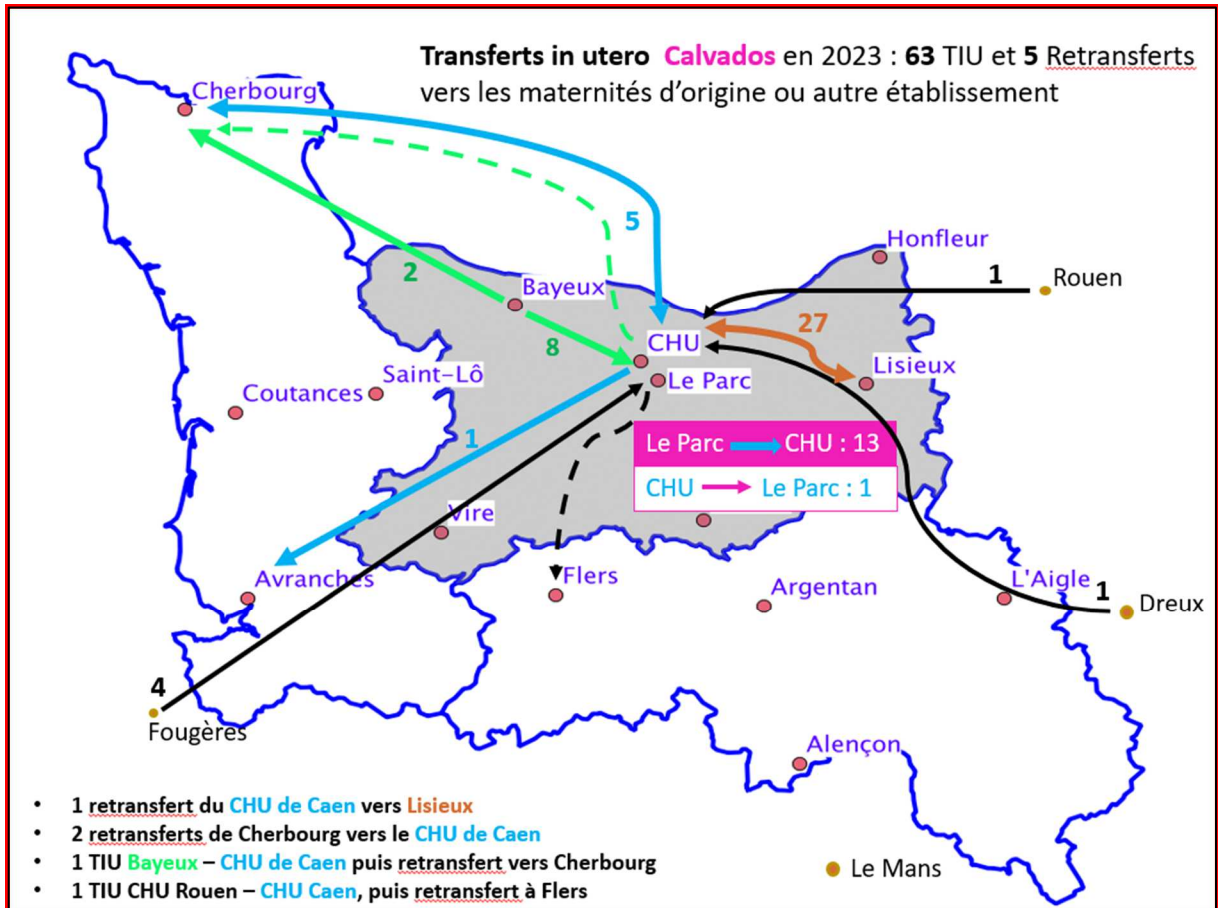 Transferts in utero Calvados en 2023 : 63 TIU et 5 Retransferts
vers les maternités d'origine ou autre établissement
Cherbourg
5
Honfleur
2
1
Rouen
Bayeux
27
8
CHU
Lisieux
Saint-Lô
Le Parc
Coutances
1
Le Parc CHU : 13
CHU Le Parc : 1
Vire
Avranches
Flers
Argentan
L'Aigle
1
Dreux
4
Fougères
Alençon
• 1 retransfert du CHU de Caen vers Lisieux
• 2 retransferts de Cherbourg vers le CHU de Caen
• 1 TIU Bayeux – CHU de Caen puis retransfert vers Cherbourg
• 1 TIU CHU Rouen – CHU Caen, puis retransfert à Flers
Le Mans